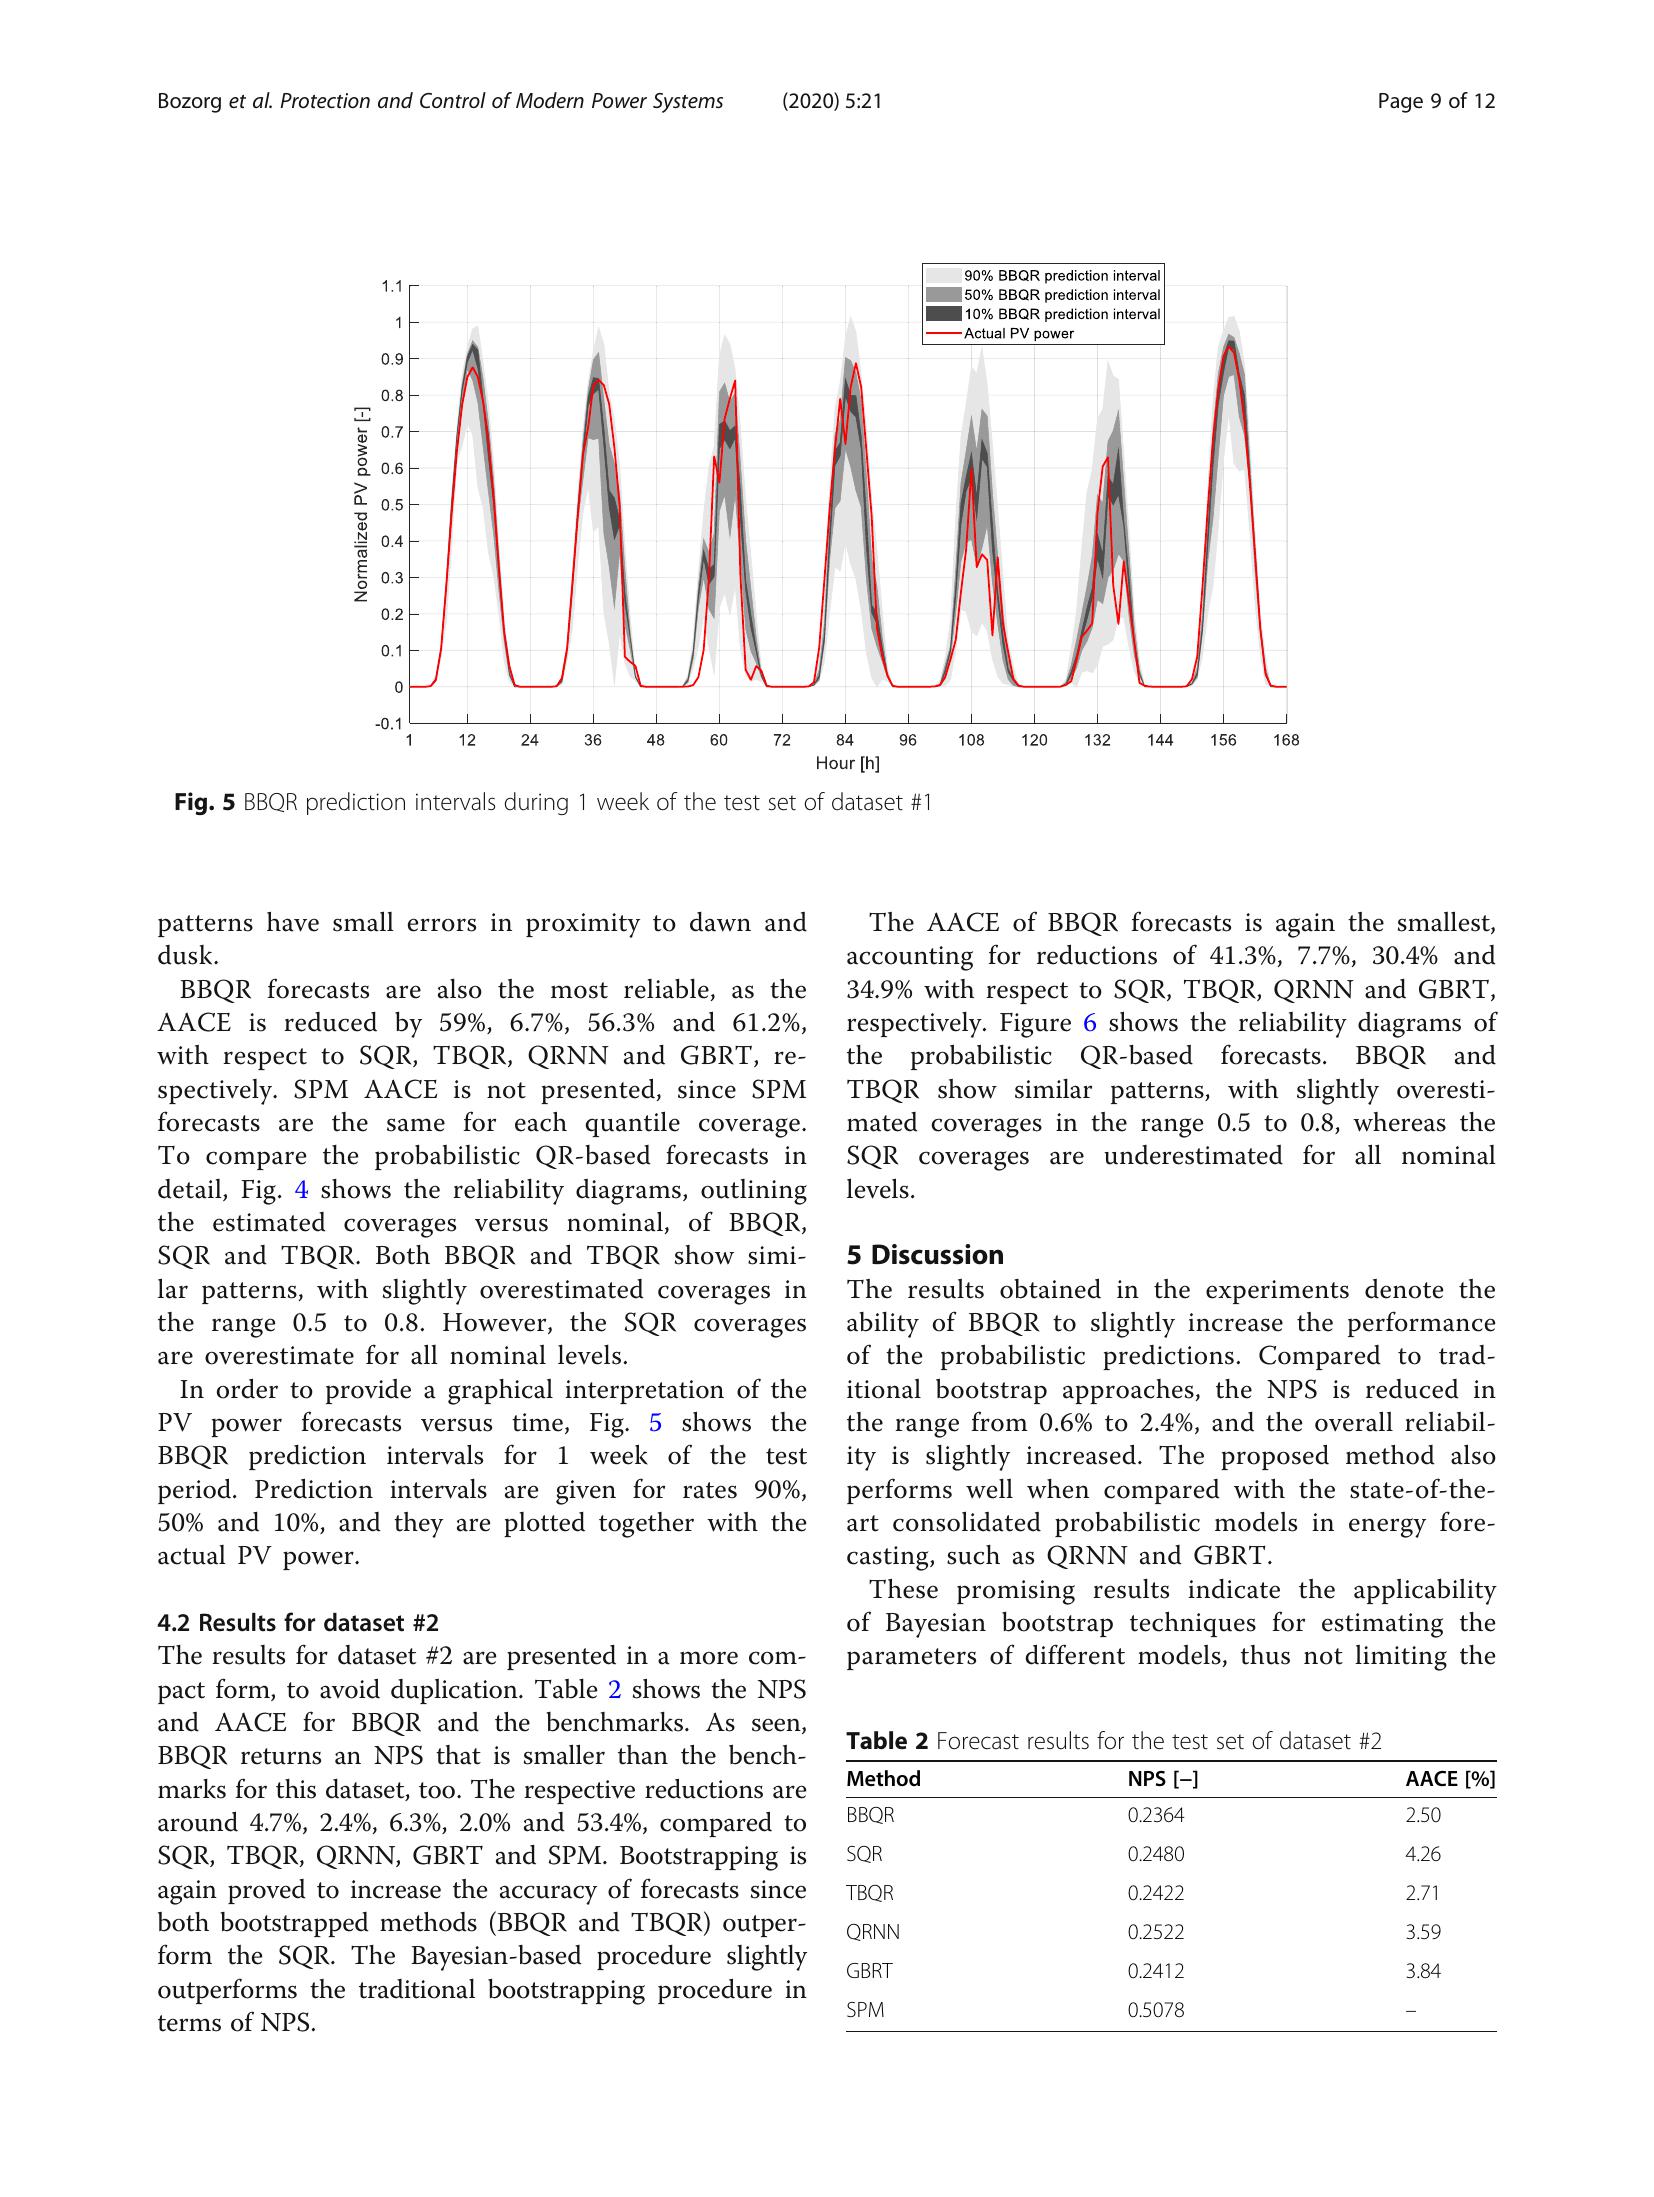 Bozorg et al. Protection and Control of Modern Power Systems (2020) 5:21 Page 9 of 12
90% BBQR prediction interval
50% BBQR prediction interval
10% BBQR prediction interval
Actual PV power
1.1
1
0.9
0.8
0.7
0.6
0.5
0.4
0.3
0.2
0.1
0
-0.1
Normalized PV power [-]
1 12 24 36 48 60 72 84 96 108 120 132 144 156 168
Hour [h]
Fig. 5 BBQR prediction intervals during 1 week of the test set of dataset #1
patterns have small errors in proximity to dawn and
dusk.
BBQR forecasts are also the most reliable, as the
AACE is reduced by 59%, 6.7%, 56.3% and 61.2%,
with respect to SQR, TBQR, QRNN and GBRT, re-
spectively. SPM AACE is not presented, since SPM
forecasts are the same for each quantile coverage.
To compare the probabilistic QR-based forecasts in
detail, Fig. 4 shows the reliability diagrams, outlining
the estimated coverages versus nominal, of BBQR,
SQR and TBQR. Both BBQR and TBQR show simi-
lar patterns, with slightly overestimated coverages in
the range 0.5 to 0.8. However, the SQR coverages
are overestimate for all nominal levels.
In order to provide a graphical interpretation of the
PV power forecasts versus time, Fig. 5 shows the
BBQR prediction intervals for 1 week of the test
period. Prediction intervals are given for rates 90%,
50% and 10%, and they are plotted together with the
actual PV power.
4.2 Results for dataset #2
The results for dataset #2 are presented in a more com-
pact form, to avoid duplication. Table 2 shows the NPS
and AACE for BBQR and the benchmarks. As seen,
BBQR returns an NPS that is smaller than the bench-
marks for this dataset, too. The respective reductions are
around 4.7%, 2.4%, 6.3%, 2.0% and 53.4%, compared to
SQR, TBQR, QRNN, GBRT and SPM. Bootstrapping is
again proved to increase the accuracy of forecasts since
both bootstrapped methods (BBQR and TBQR) outper-
form the SQR. The Bayesian-based procedure slightly
outperforms the traditional bootstrapping procedure in
terms of NPS.
The AACE of BBQR forecasts is again the smallest,
accounting for reductions of 41.3%, 7.7%, 30.4% and
34.9% with respect to SQR, TBQR, QRNN and GBRT,
respectively. Figure 6 shows the reliability diagrams of
the probabilistic QR-based forecasts. BBQR and
TBQR show similar patterns, with slightly overesti-
mated coverages in the range 0.5 to 0.8, whereas the
SQR coverages are underestimated for all nominal
levels.
5 Discussion
The results obtained in the experiments denote the
ability of BBQR to slightly increase the performance
of the probabilistic predictions. Compared to trad-
itional bootstrap approaches, the NPS is reduced in
the range from 0.6% to 2.4%, and the overall reliabil-
ity is slightly increased. The proposed method also
performs well when compared with the state-of-the-
art consolidated probabilistic models in energy fore-
casting, such as QRNN and GBRT.
These promising results indicate the applicability
of Bayesian bootstrap techniques for estimating the
parameters of different models, thus not limiting the
Table 2 Forecast results for the test set of dataset #2
Method NPS [–] AACE [%]
BBQR 0.2364 2.50
SQR 0.2480 4.26
TBQR 0.2422 2.71
QRNN 0.2522 3.59
GBRT 0.2412 3.84
SPM 0.5078 –